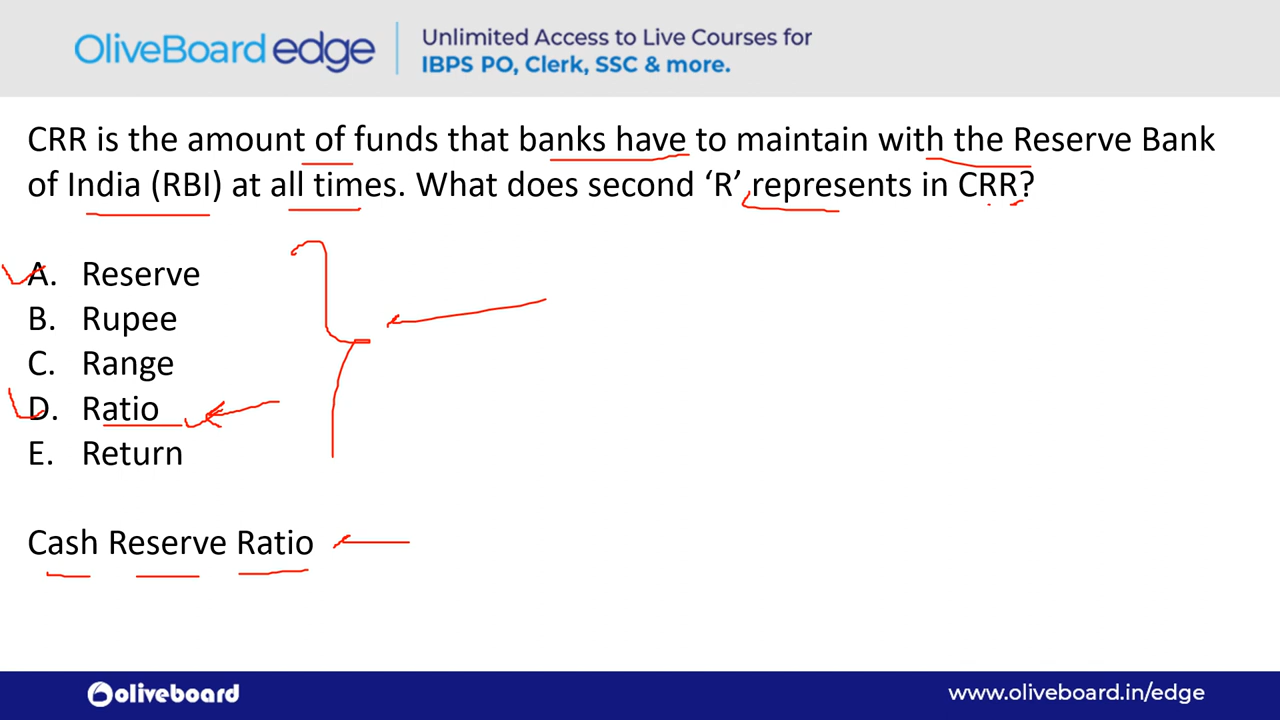 OliveBoard edge
Unlimited Access to Live Courses for
IBPS PO, Clerk, SSC & more.
CRR is the amount of funds that banks have to maintain with the Reserve Bank
of India (RBI) at all times. What does second ‘R’ represents in CRR?
A. Reserve
B. Rupee
C. Range
D. Ratio
E. Return
Cash Reserve Ratio
oliveboard
www.oliveboard.in/edge